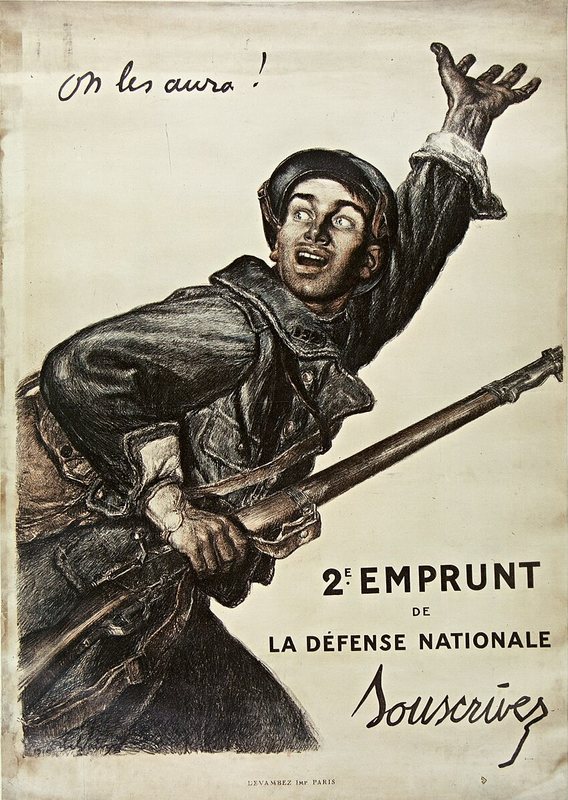 On les aura !
2E EMPRUNT
DE
LA DÉFENSE NATIONALE
Souscrivez
DEVAMBEZ IMP. PARIS